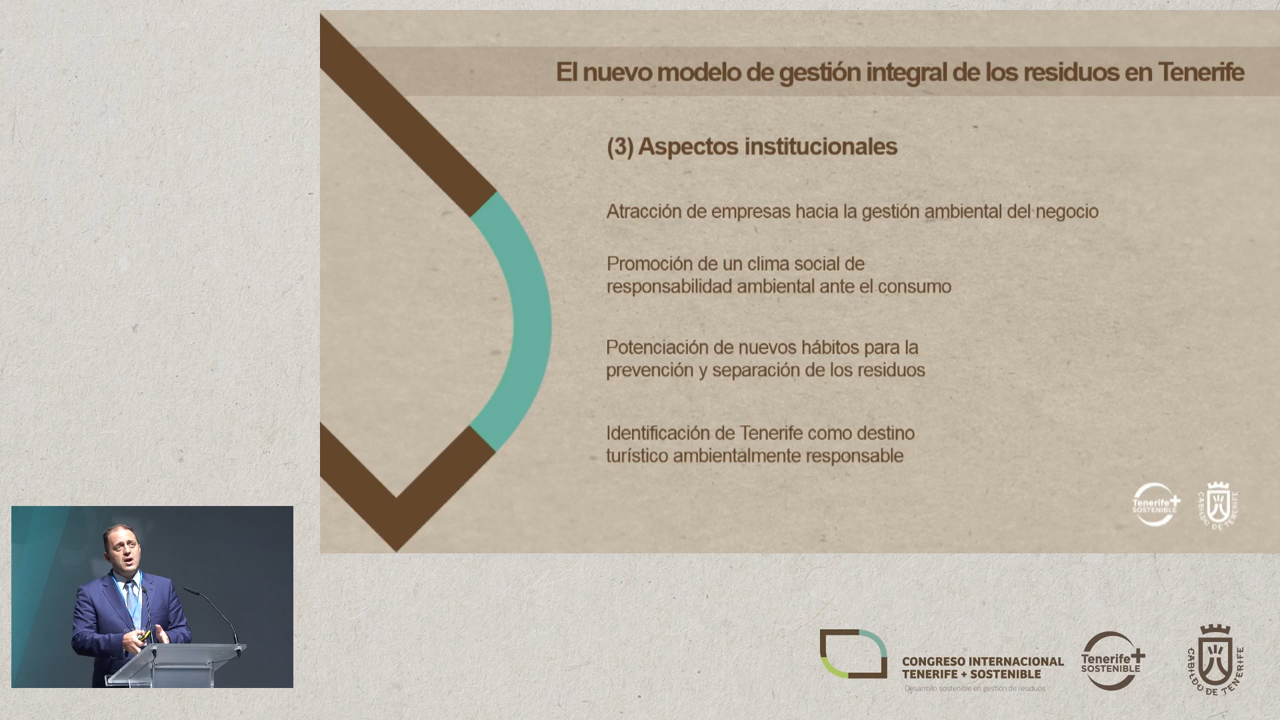 El nuevo modelo de gestión integral de los residuos en Tenerife
(3) Aspectos institucionales
Atracción de empresas hacia la gestión ambiental del negocio
Promoción de un clima social de
responsabilidad ambiental ante el consumo
Potenciación de nuevos hábitos para la
prevención y separación de los residuos
Identificación de Tenerife como destino
turístico ambientalmente responsable
Tenerife+
SOSTENIBLE
CABILDO DE TENERIFE
CONGRESO INTERNACIONAL
TENERIFE + SOSTENIBLE
Desarrollo sostenible en gestión de residuos
Tenerife+
SOSTENIBLE
CABILDO DE TENERIFE